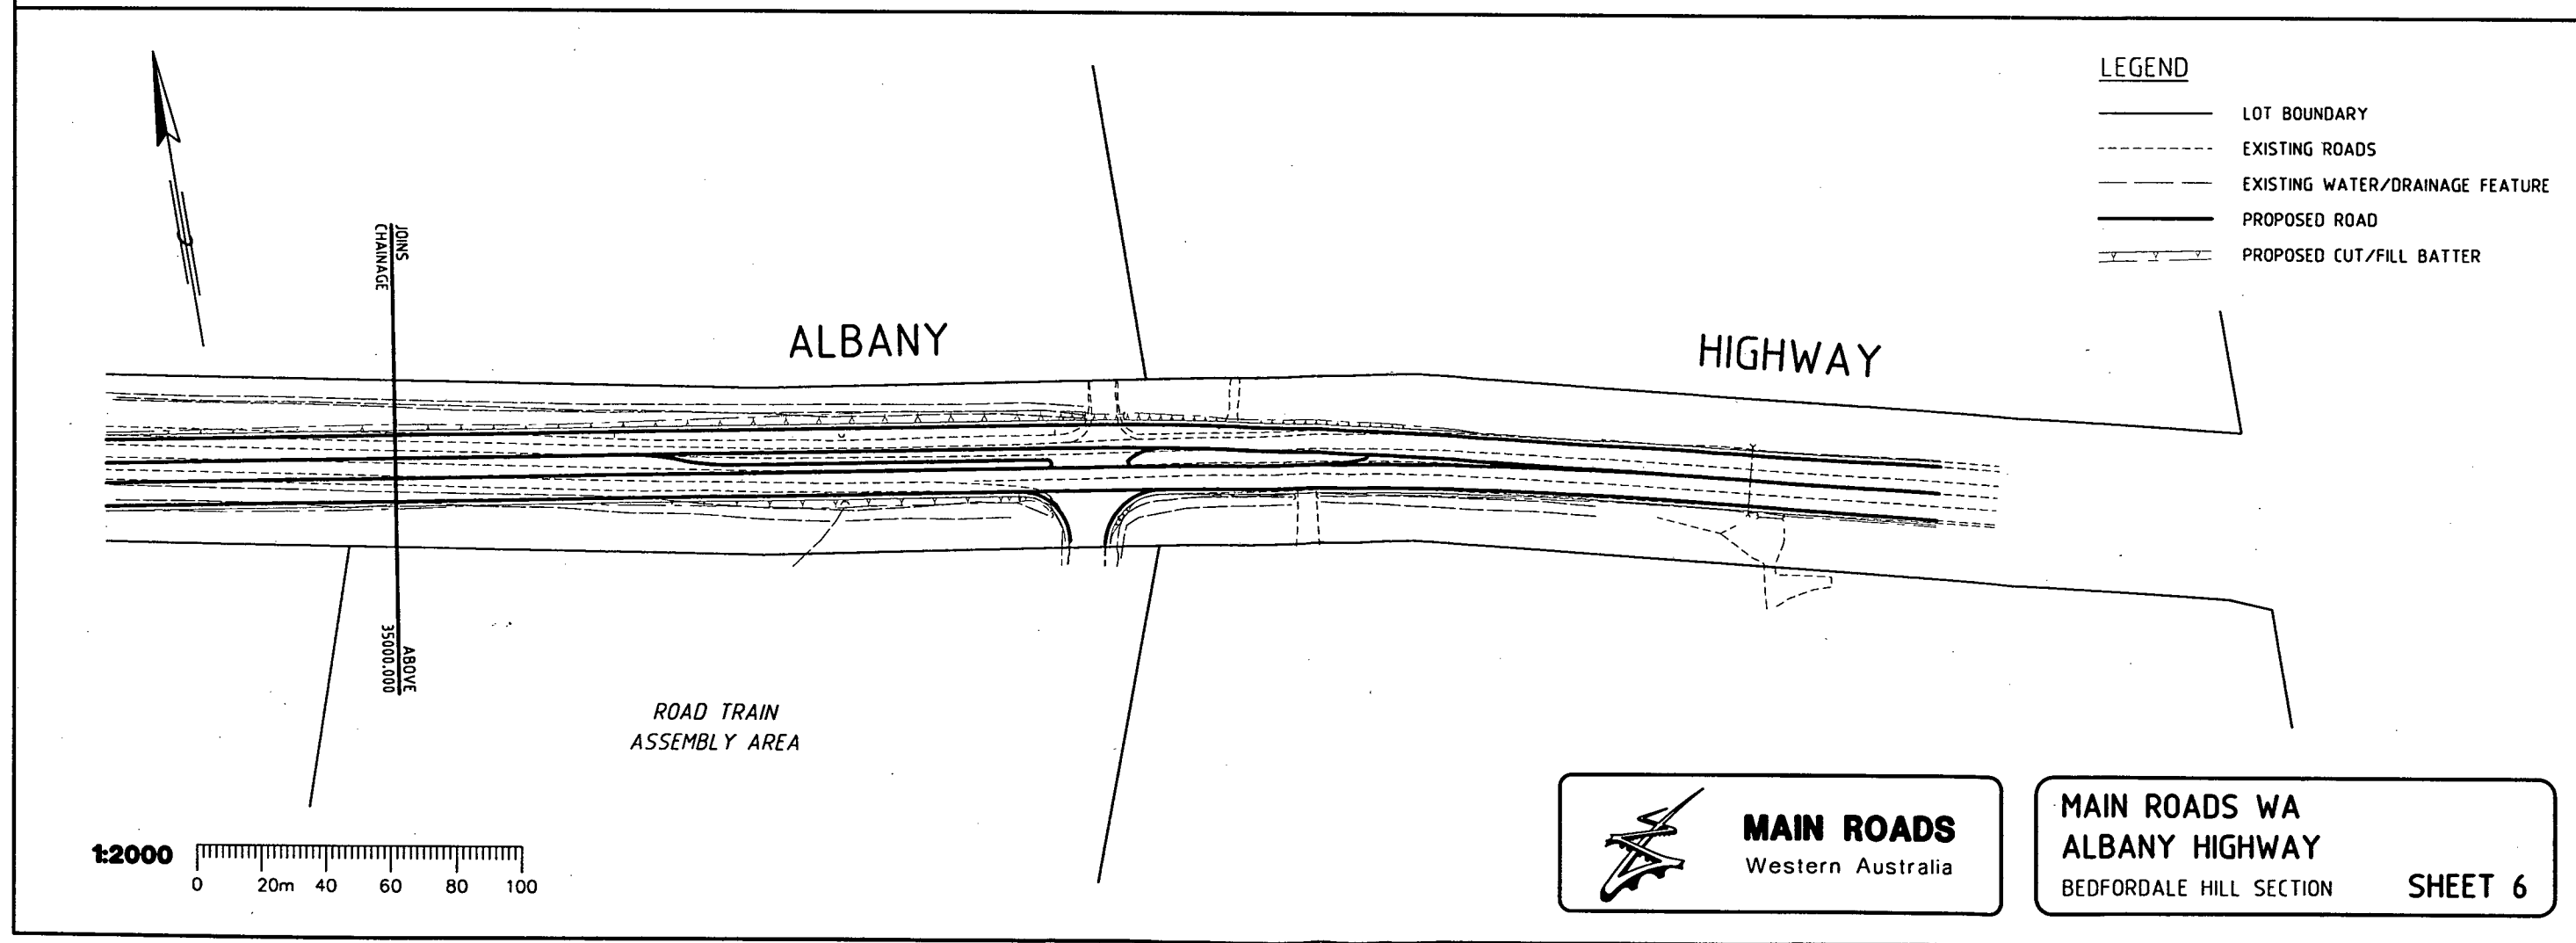 LEGEND
LOT BOUNDARY
EXISTING ROADS
EXISTING WATER/DRAINAGE FEATURE
PROPOSED ROAD
PROPOSED CUT/FILL BATTER
JOINS
CHAINAGE
ALBANY
HIGHWAY
ABOVE
35000.000
ROAD TRAIN
ASSEMBLY AREA
1:2000
0 20m 40 60 80 100
MAIN ROADS
Western Australia
MAIN ROADS WA
ALBANY HIGHWAY
BEDFORDALE HILL SECTION SHEET 6